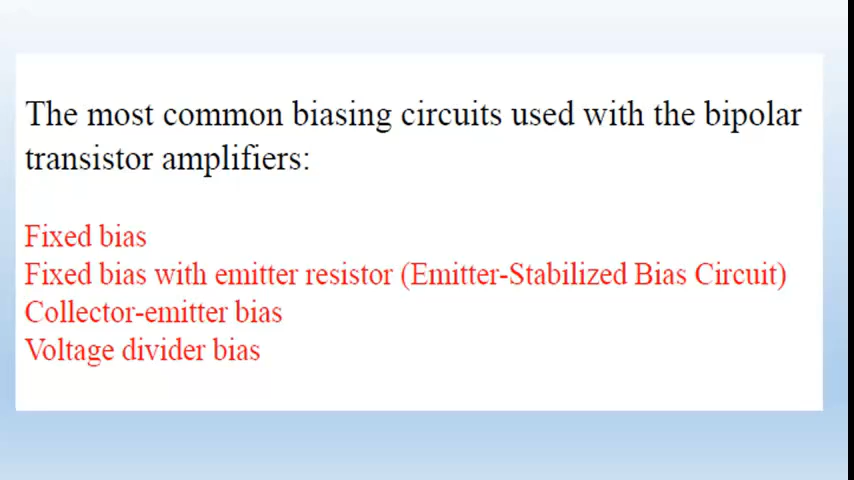 The most common biasing circuits used with the bipolar
transistor amplifiers:
Fixed bias
Fixed bias with emitter resistor (Emitter-Stabilized Bias Circuit)
Collector-emitter bias
Voltage divider bias